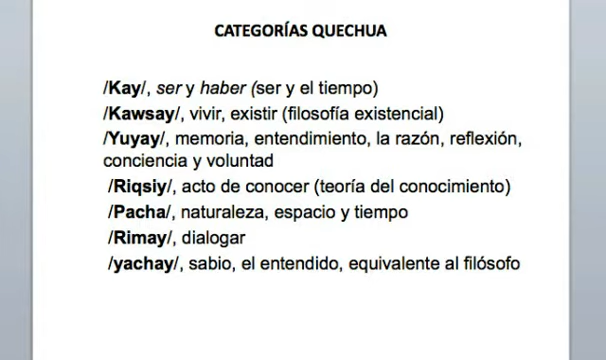 CATEGORÍAS QUECHUA
/Kay/, ser y haber (ser y el tiempo)
/Kawsay/, vivir, existir (filosofía existencial)
/Yuyay/, memoria, entendimiento, la razón, reflexión,
conciencia y voluntad
/Riqsiy/, acto de conocer (teoría del conocimiento)
/Pacha/, naturaleza, espacio y tiempo
/Rimay/, dialogar
/yachay/, sabio, el entendido, equivalente al filósofo